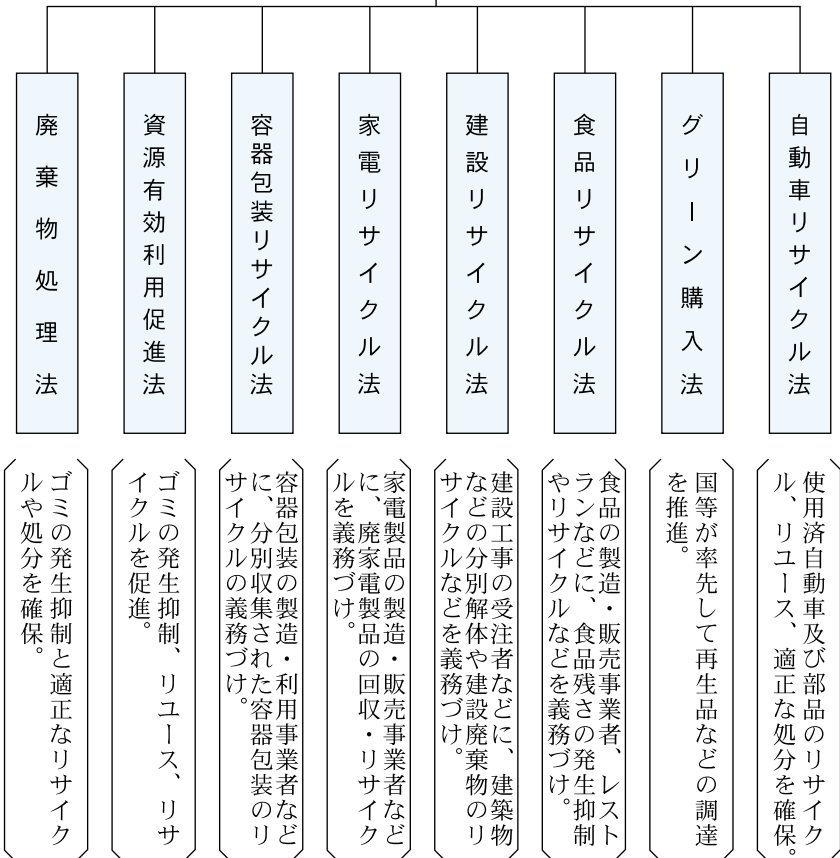 廃棄物処理法
ゴミの発生抑制と適正なリサイク
ルや処分を確保。
資源有効利用促進法
ゴミの発生抑制、リユース、リサ
イクルを促進。
容器包装リサイクル法
容器包装の製造・利用事業者など
に、分別収集された容器包装のリ
サイクルの義務づけ。
家電リサイクル法
家電製品の製造・販売事業者など
に、廃家電製品の回収・リサイク
ルを義務づけ。
建設リサイクル法
建設工事の受注者などに、建築物
などの分別解体や建設廃棄物のリ
サイクルなどを義務づけ。
食品リサイクル法
食品の製造・販売事業者、レスト
ランなどに、食品残さの発生抑制
やリサイクルなどを義務づけ。
グリーン購入法
国等が率先して再生品などの調達
を推進。
自動車リサイクル法
使用済自動車及び部品のリサイク
ル、リユース、適正な処分を確保。